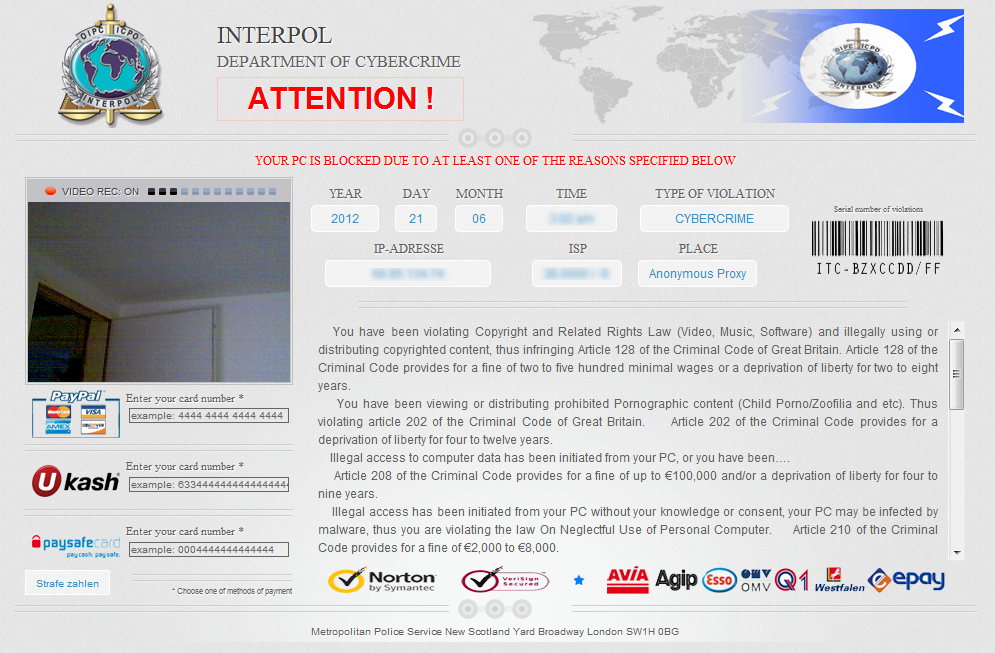 OIPC ICPO
INTERPOL
INTERPOL
DEPARTMENT OF CYBERCRIME
ATTENTION !
OIPC ICPO
INTERPOL
YOUR PC IS BLOCKED DUE TO AT LEAST ONE OF THE REASONS SPECIFIED BELOW
VIDEO REC: ON
YEAR DAY MONTH TIME TYPE OF VIOLATION
2012 21 06 CYBERCRIME
IP-ADRESSE ISP PLACE
Anonymous Proxy
Serial number of violations
ITC-BZXCCDD/FF
You have been violating Copyright and Related Rights Law (Video, Music, Software) and illegally using or
distributing copyrighted content, thus infringing Article 128 of the Criminal Code of Great Britain. Article 128 of the
Criminal Code provides for a fine of two to five hundred minimal wages or a deprivation of liberty for two to eight
years.
You have been viewing or distributing prohibited Pornographic content (Child Porno/Zoofilia and etc). Thus
violating article 202 of the Criminal Code of Great Britain. Article 202 of the Criminal Code provides for a
deprivation of liberty for four to twelve years.
Illegal access to computer data has been initiated from your PC, or you have been....
Article 208 of the Criminal Code provides for a fine of up to €100,000 and/or a deprivation of liberty for four to
nine years.
Illegal access has been initiated from your PC without your knowledge or consent, your PC may be infected by
malware, thus you are violating the law On Neglectful Use of Personal Computer. Article 210 of the Criminal
Code provides for a fine of €2,000 to €8,000.
PayPal
MasterCard VISA
AMEX DISCOVER
Enter your card number *
example: 4444 4444 4444 4444
Ukash
Enter your card number *
example: 633444444444444444
paysafecard
pay cash. pay safe.
Enter your card number *
example: 0004444444444444
Strafe zahlen
* Choose one of methods of payment
Norton
by Symantec
VeriSign
Secured
AVIA
Agip
Esso
OMV
Q1
Westfalen
epay
Metropolitan Police Service New Scotland Yard Broadway London SW1H 0BG